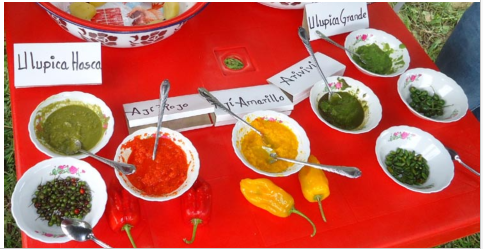 Ulupica Grande
Ulupica Hosca
Arivivi
Ají-Rojo
Ají-Amarillo